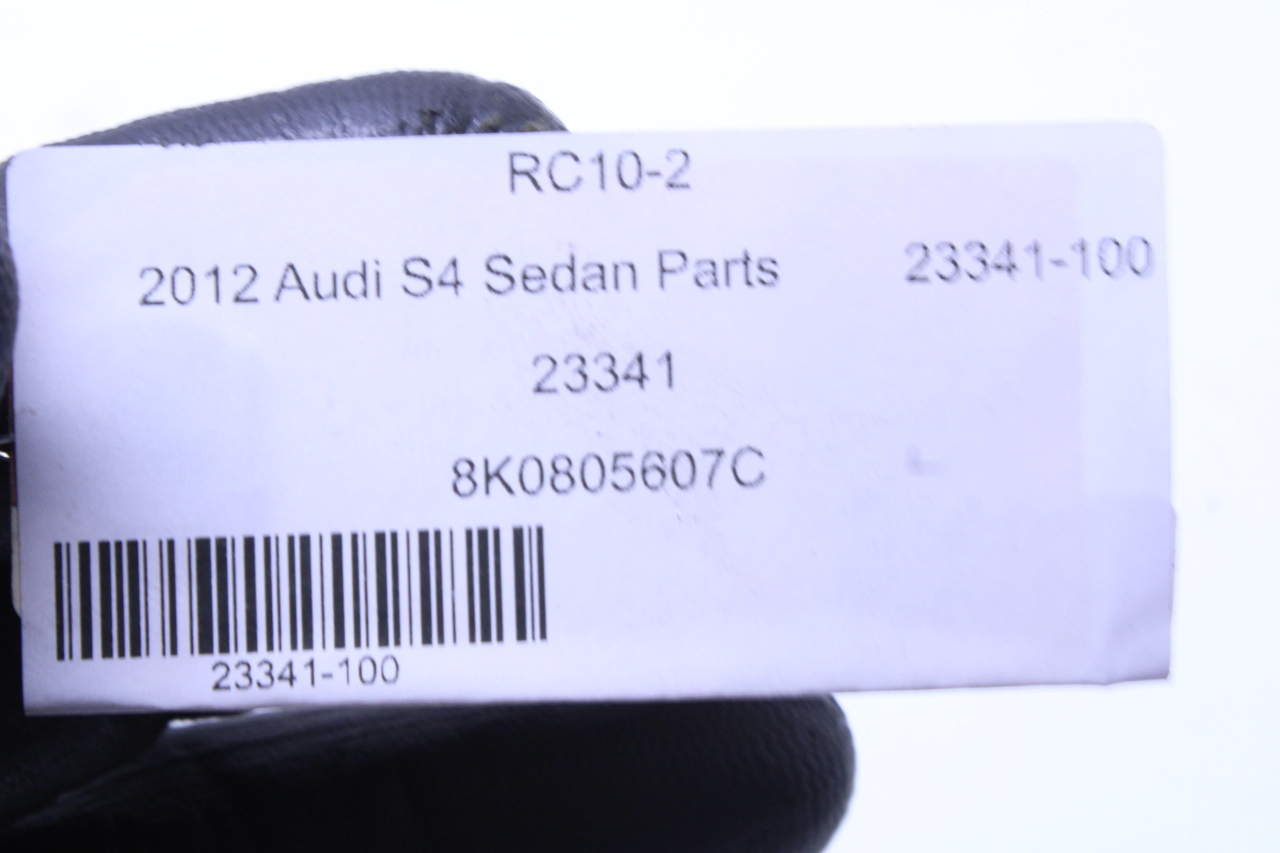 RC10-2
2012 Audi S4 Sedan Parts 23341-100
23341
8K0805607C
23341-100